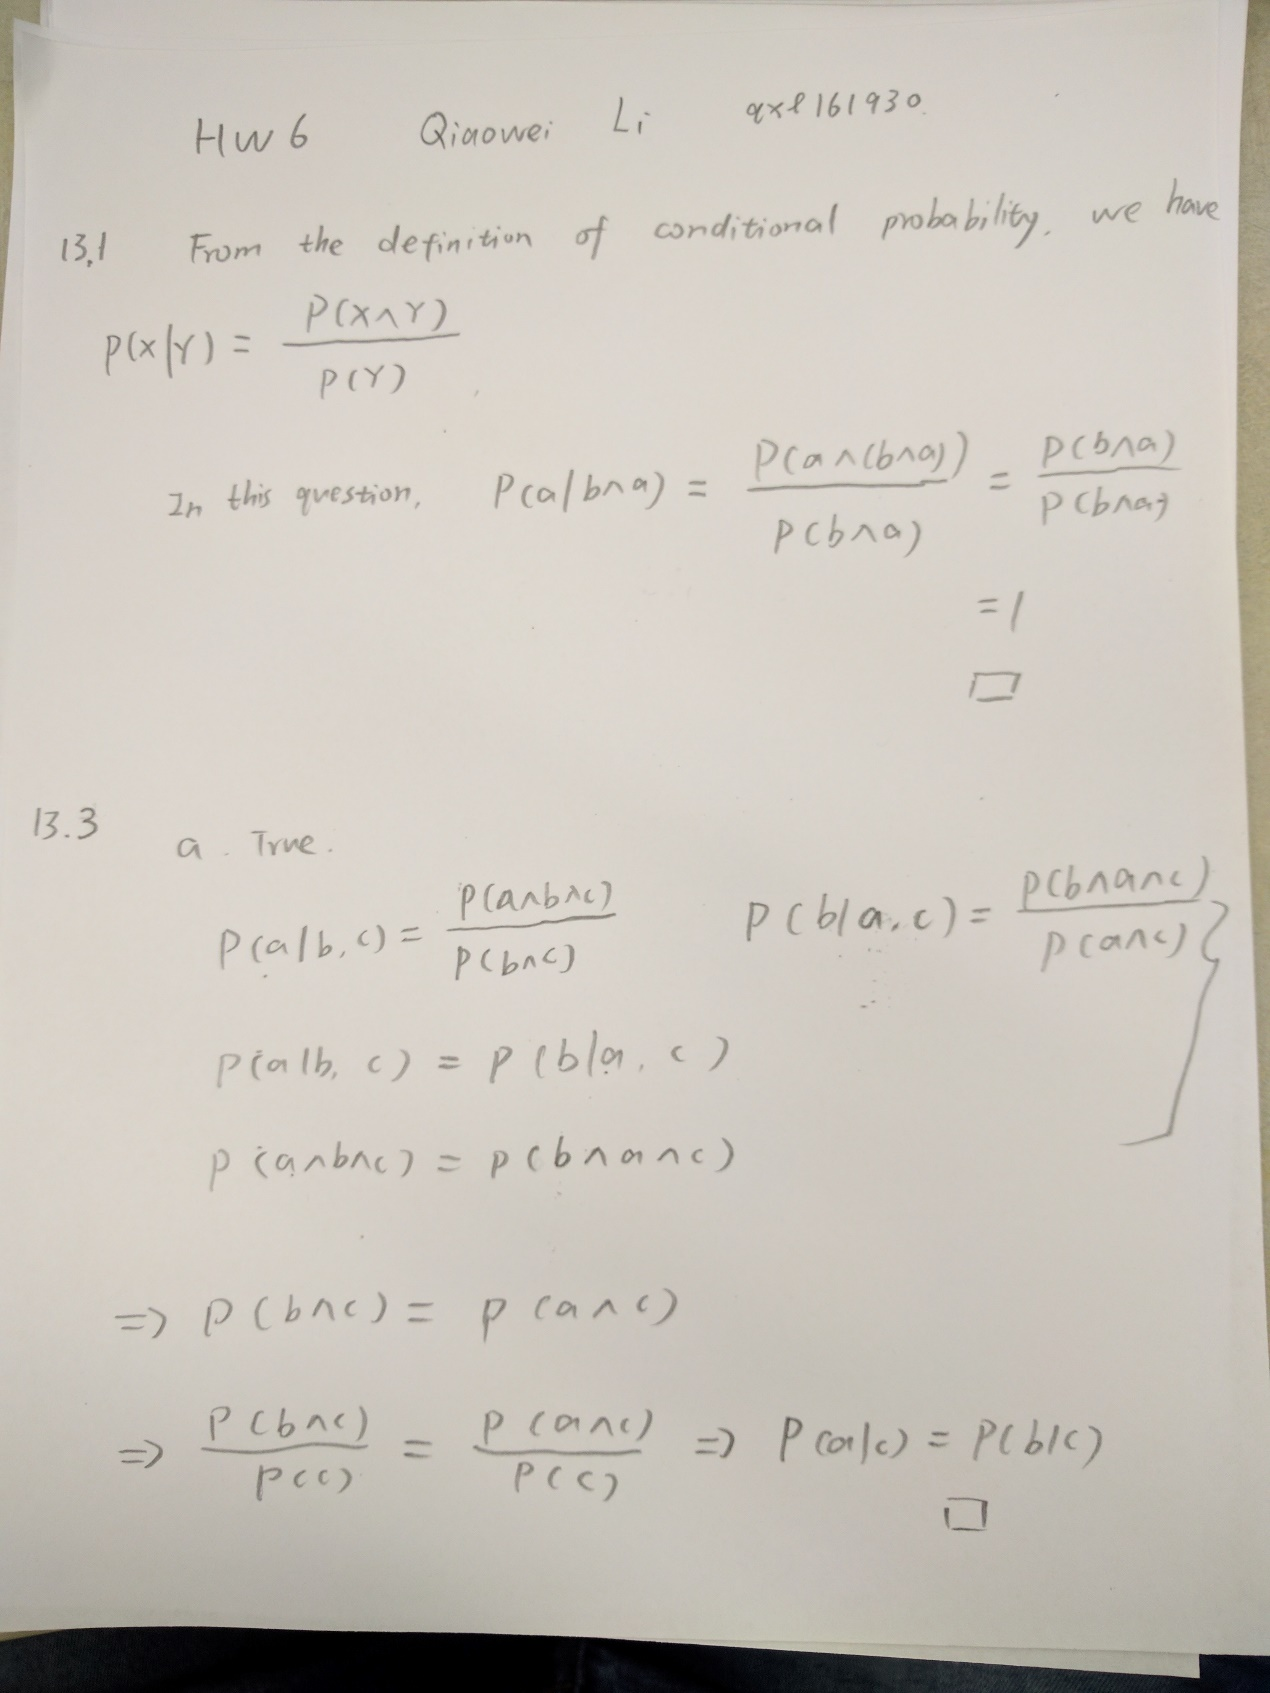 HW 6 Qiaowei Li qxl161930.
13.1 From the definition of conditional probability, we have
P(X|Y) = P(X∧Y) / P(Y)
In this question, P(a|b∧a) = P(a∧(b∧a)) / P(b∧a) = P(b∧a) / P(b∧a)
= 1
□
13.3 a. True.
P(a|b,c) = P(a∧b∧c) / P(b∧c) P(b|a,c) = P(b∧a∧c) / P(a∧c)
P(a|b,c) = P(b|a,c)
P(a∧b∧c) = P(b∧a∧c)
=> P(b∧c) = P(a∧c)
=> P(b∧c) / P(c) = P(a∧c) / P(c) => P(a|c) = P(b|c)
□